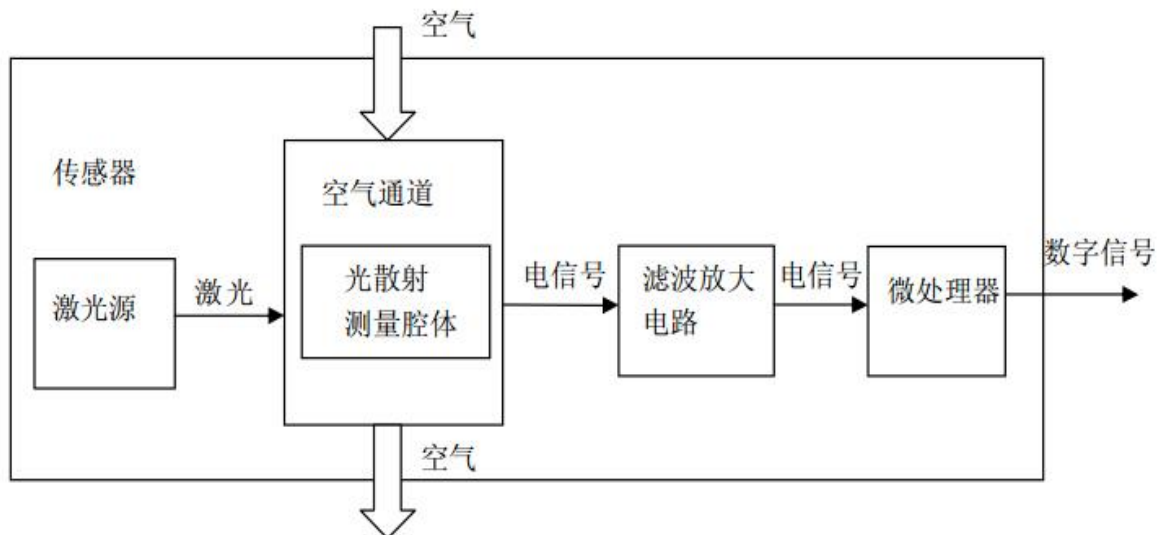 空气
传感器
空气通道
激光源
激光
光散射
测量腔体
电信号
滤波放大
电路
电信号
微处理器
数字信号
空气